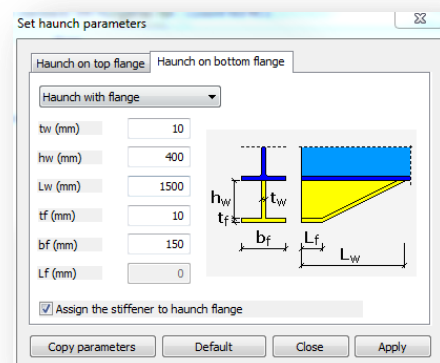 Set haunch parameters
Haunch on top flange
Haunch on bottom flange
Haunch with flange
tw (mm) 10
hw (mm) 400
Lw (mm) 1500
tf (mm) 10
bf (mm) 150
Lf (mm) 0
hw
tw
tf
bf
Lf
Lw
Assign the stiffener to haunch flange
Copy parameters
Default
Close
Apply